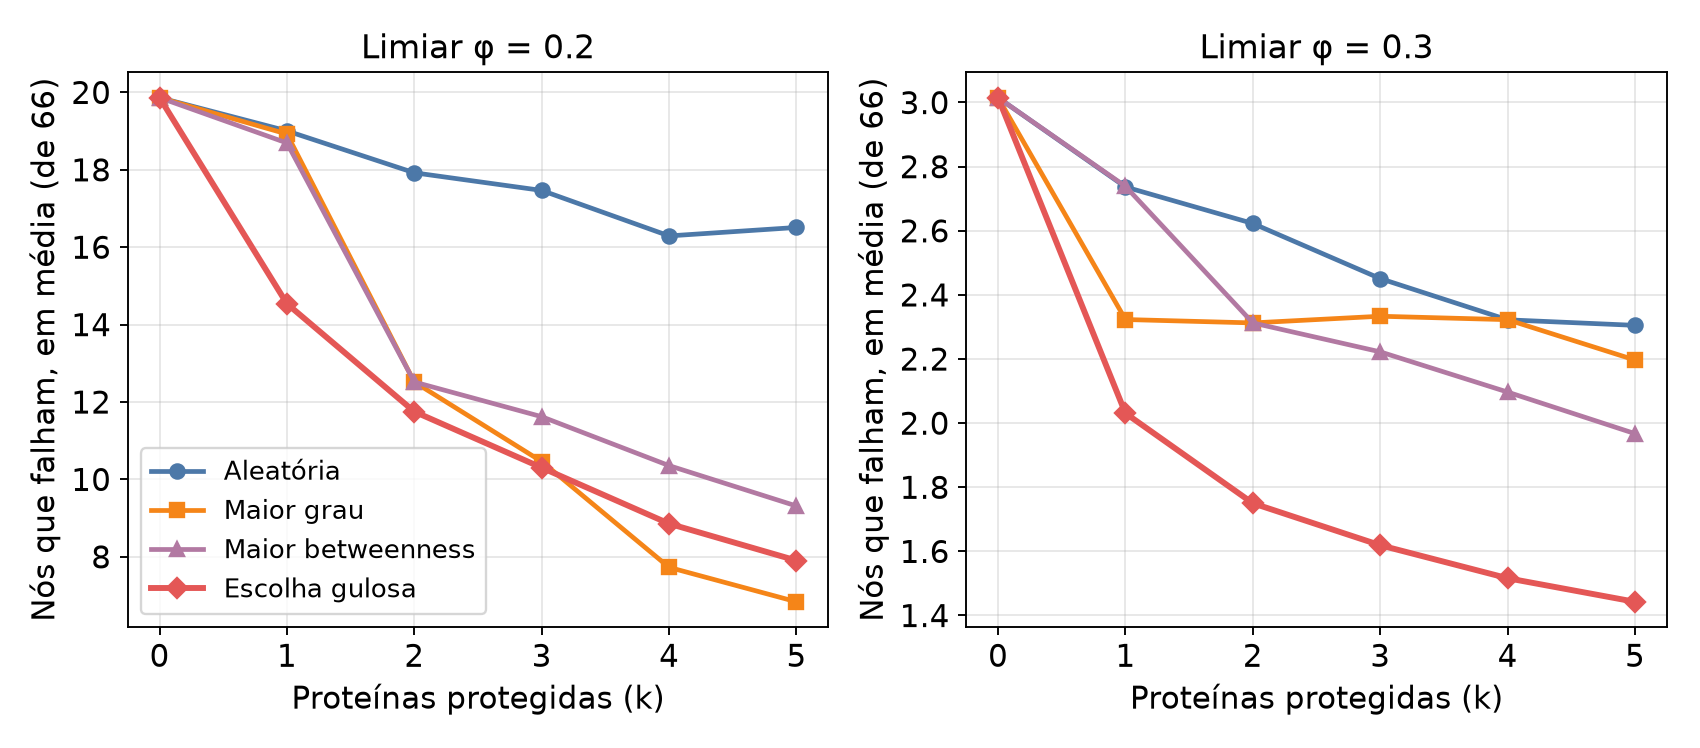 Limiar φ = 0.2
Nós que falham, em média (de 66)
20
18
16
14
12
10
8
Aleatória
Maior grau
Maior betweenness
Escolha gulosa
0 1 2 3 4 5
Proteínas protegidas (k)
Limiar φ = 0.3
Nós que falham, em média (de 66)
3.0
2.8
2.6
2.4
2.2
2.0
1.8
1.6
1.4
0 1 2 3 4 5
Proteínas protegidas (k)